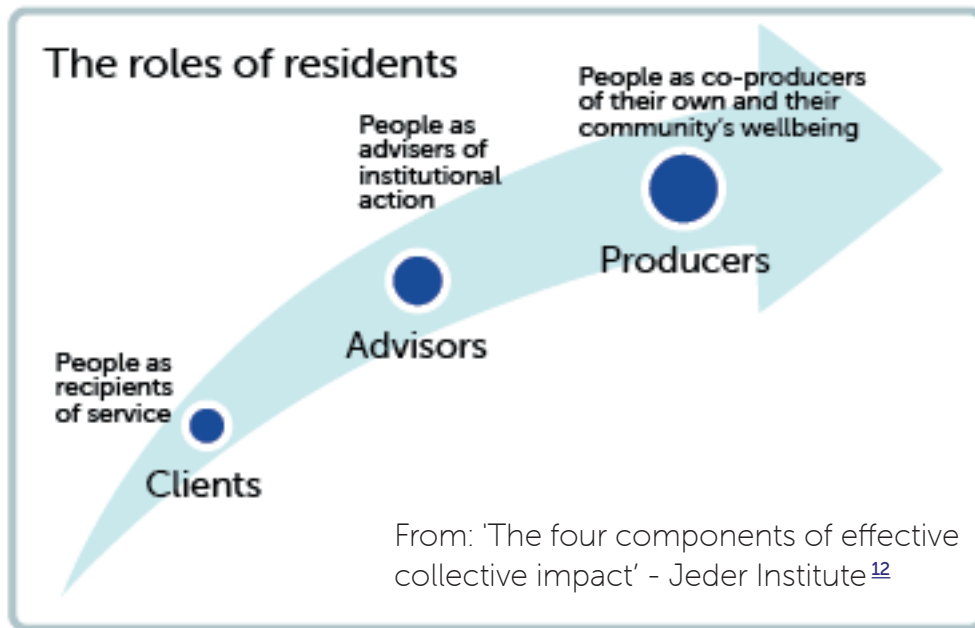 The roles of residents
People as co-producers
of their own and their
community's wellbeing
Producers
People as
advisers of
institutional
action
Advisors
People as
recipients
of service
Clients
From: 'The four components of effective
collective impact' - Jeder Institute 12